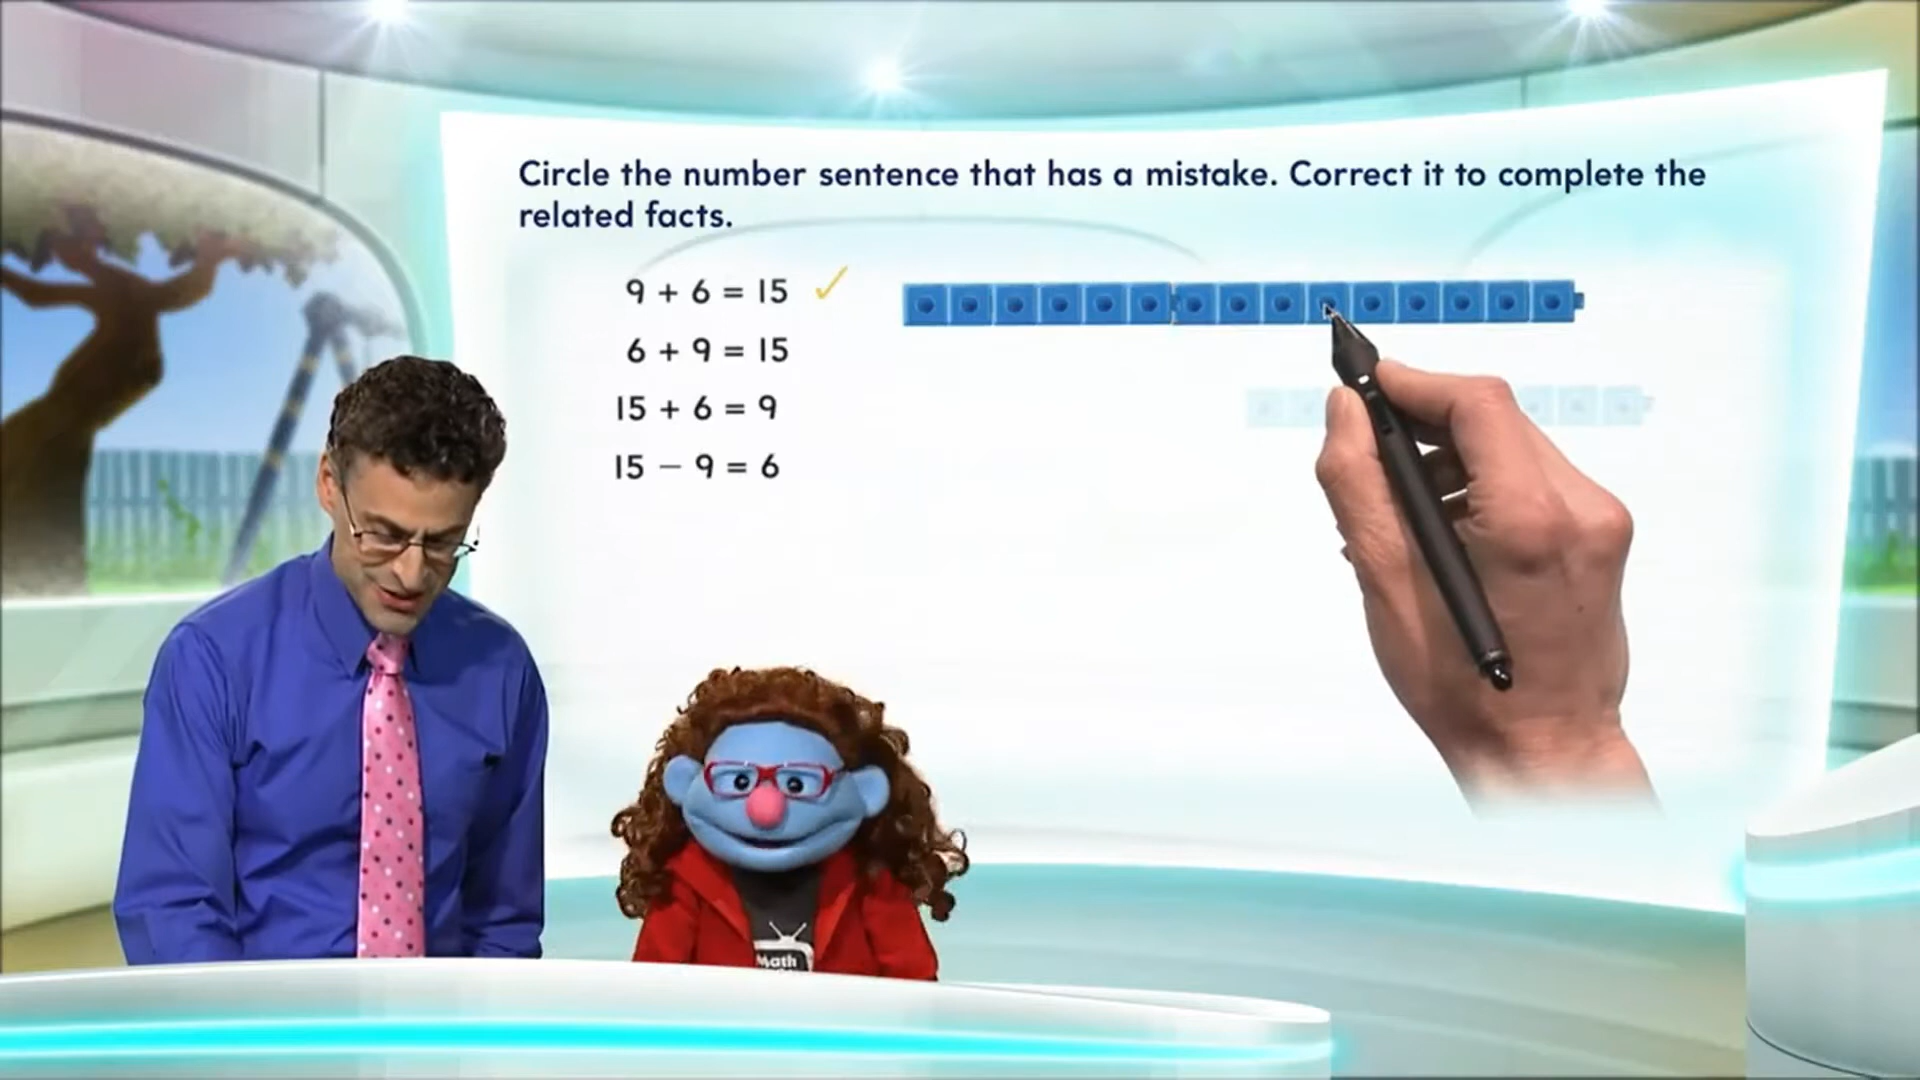 Circle the number sentence that has a mistake. Correct it to complete the
related facts.
9 + 6 = 15 ✓
6 + 9 = 15
15 + 6 = 9
15 − 9 = 6
Math